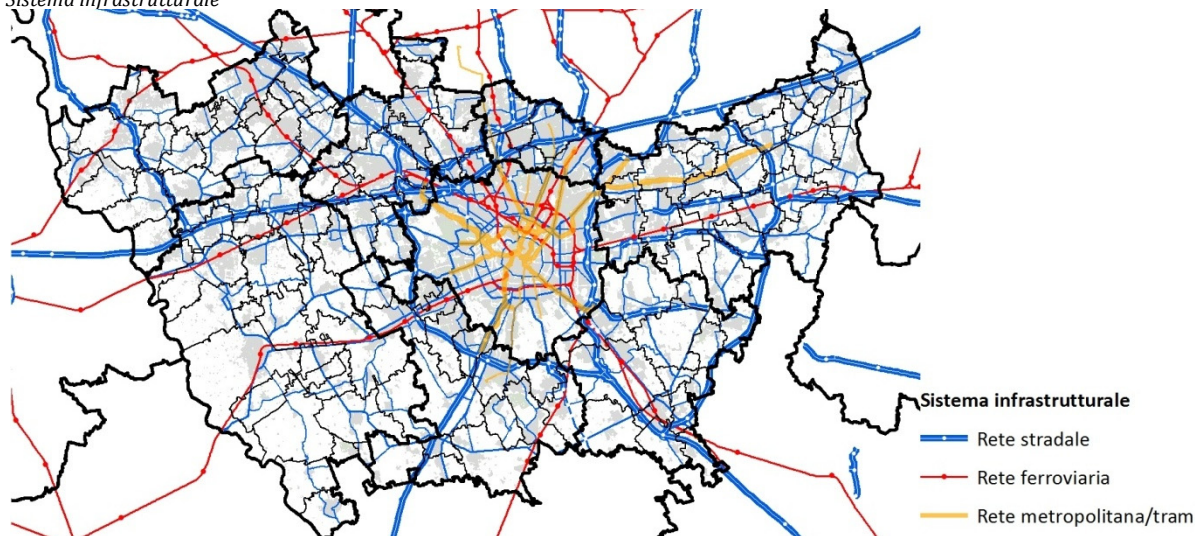 Sistema infrastrutturale
Sistema infrastrutturale
Rete stradale
Rete ferroviaria
Rete metropolitana/tram